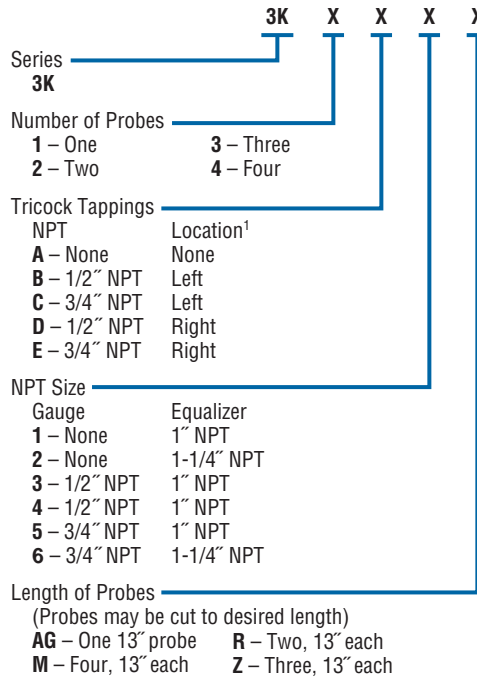 3K X X X X
Series
3K
Number of Probes
1 – One 3 – Three
2 – Two 4 – Four
Tricock Tappings
NPT Location¹
A – None None
B – 1/2˝ NPT Left
C – 3/4˝ NPT Left
D – 1/2˝ NPT Right
E – 3/4˝ NPT Right
NPT Size
Gauge Equalizer
1 – None 1˝ NPT
2 – None 1-1/4˝ NPT
3 – 1/2˝ NPT 1˝ NPT
4 – 1/2˝ NPT 1˝ NPT
5 – 3/4˝ NPT 1˝ NPT
6 – 3/4˝ NPT 1-1/4˝ NPT
Length of Probes
(Probes may be cut to desired length)
AG – One 13˝ probe R – Two, 13˝ each
M – Four, 13˝ each Z – Three, 13˝ each